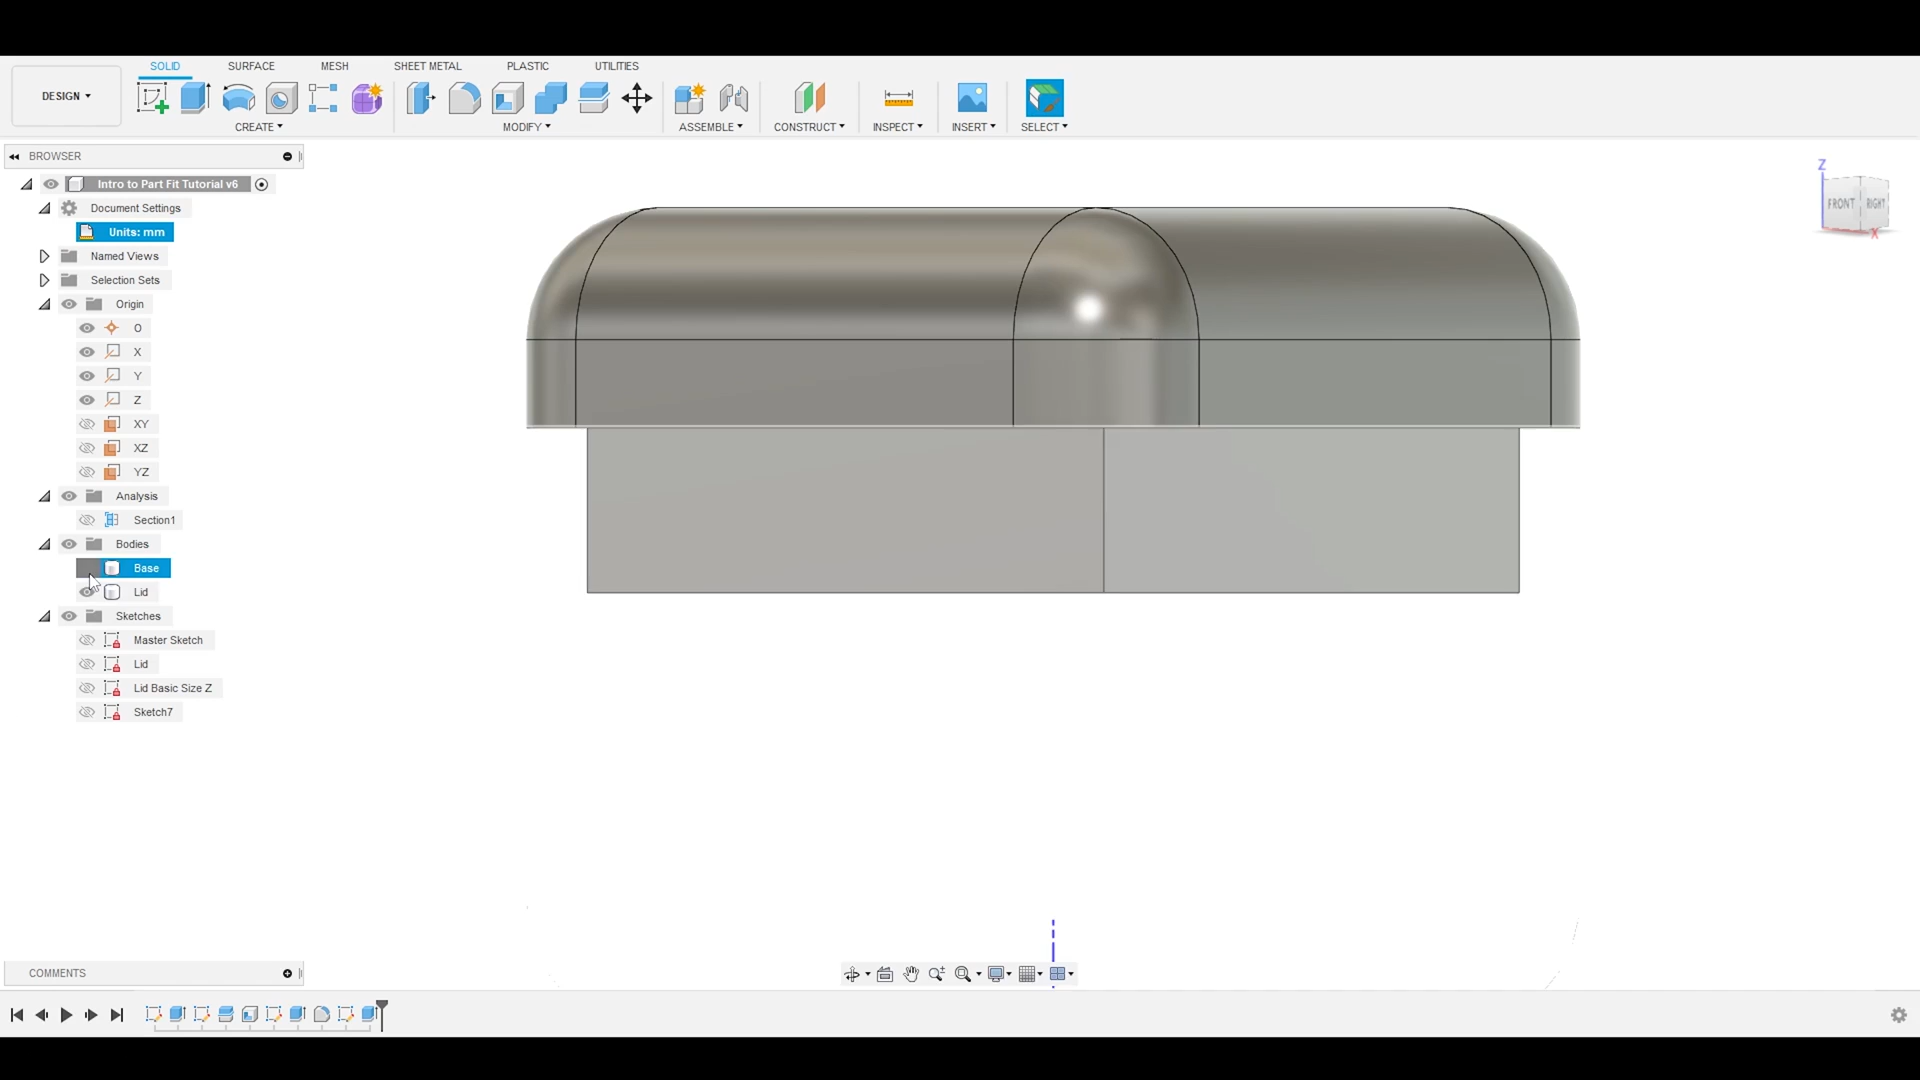 SOLID SURFACE MESH SHEET METAL PLASTIC UTILITIES
DESIGN
CREATE MODIFY ASSEMBLE CONSTRUCT INSPECT INSERT SELECT
BROWSER
Intro to Part Fit Tutorial v6
Document Settings
Units: mm
Named Views
Selection Sets
Origin
O
X
Y
Z
XY
XZ
YZ
Analysis
Section1
Bodies
Base
Lid
Sketches
Master Sketch
Lid
Lid Basic Size Z
Sketch7
Z
FRONT RIGHT
X
COMMENTS